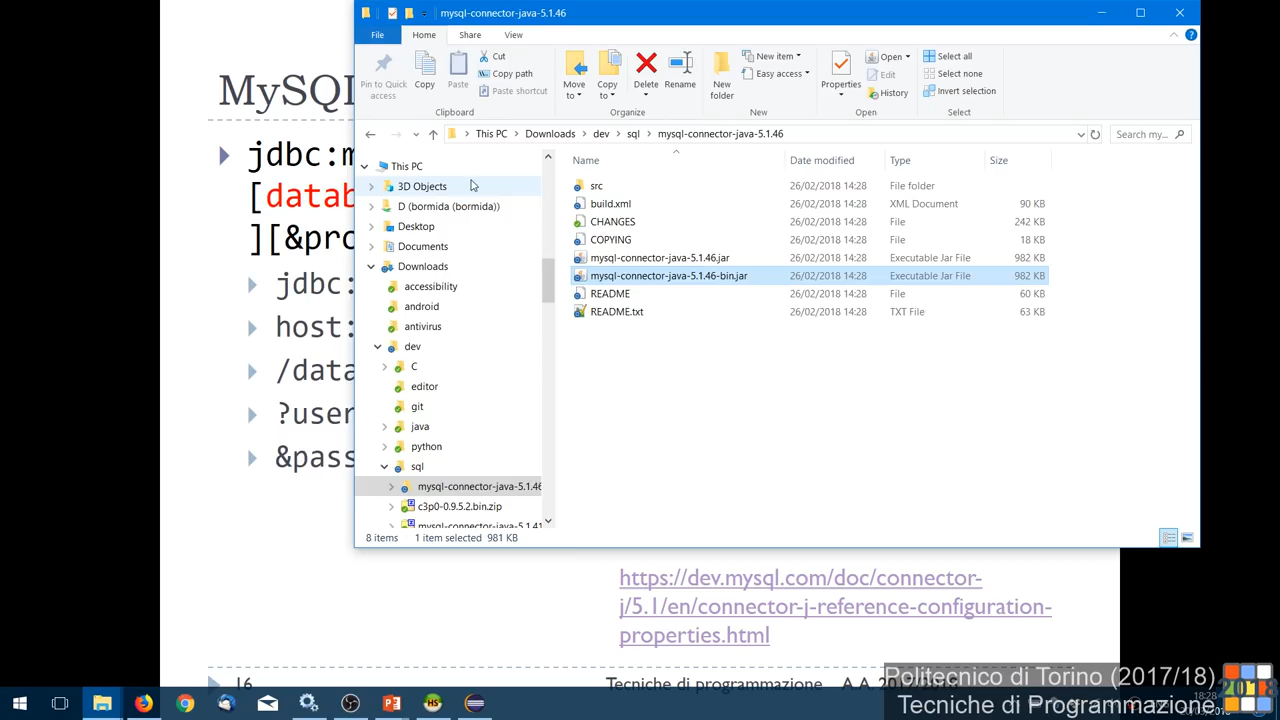 mysql-connector-java-5.1.46
File Home Share View
Pin to Quick access
Copy
Paste
Cut
Copy path
Paste shortcut
Clipboard
Move to
Copy to
Delete
Rename
Organize
New folder
New item
Easy access
New
Properties
Open
Edit
History
Open
Select all
Select none
Invert selection
Select
This PC > Downloads > dev > sql > mysql-connector-java-5.1.46
Search my...
This PC
3D Objects
D (bormida (bormida))
Desktop
Documents
Downloads
accessibility
android
antivirus
dev
C
editor
git
java
python
sql
mysql-connector-java-5.1.46
c3p0-0.9.5.2.bin.zip
mysql-connector-java-5.1.41
Name Date modified Type Size
src 26/02/2018 14:28 File folder
build.xml 26/02/2018 14:28 XML Document 90 KB
CHANGES 26/02/2018 14:28 File 242 KB
COPYING 26/02/2018 14:28 File 18 KB
mysql-connector-java-5.1.46.jar 26/02/2018 14:28 Executable Jar File 982 KB
mysql-connector-java-5.1.46-bin.jar 26/02/2018 14:28 Executable Jar File 982 KB
README 26/02/2018 14:28 File 60 KB
README.txt 26/02/2018 14:28 TXT File 63 KB
8 items 1 item selected 981 KB
MySQL
jdbc:m
[datab
][&pro
jdbc:
host:
/data
?user
&pass
https://dev.mysql.com/doc/connector-
j/5.1/en/connector-j-reference-configuration-
properties.html
16
Tecniche di programmazione A.A. 20
Politecnico di Torino (2017/18)
Tecniche di Programmazione
2018
18:28